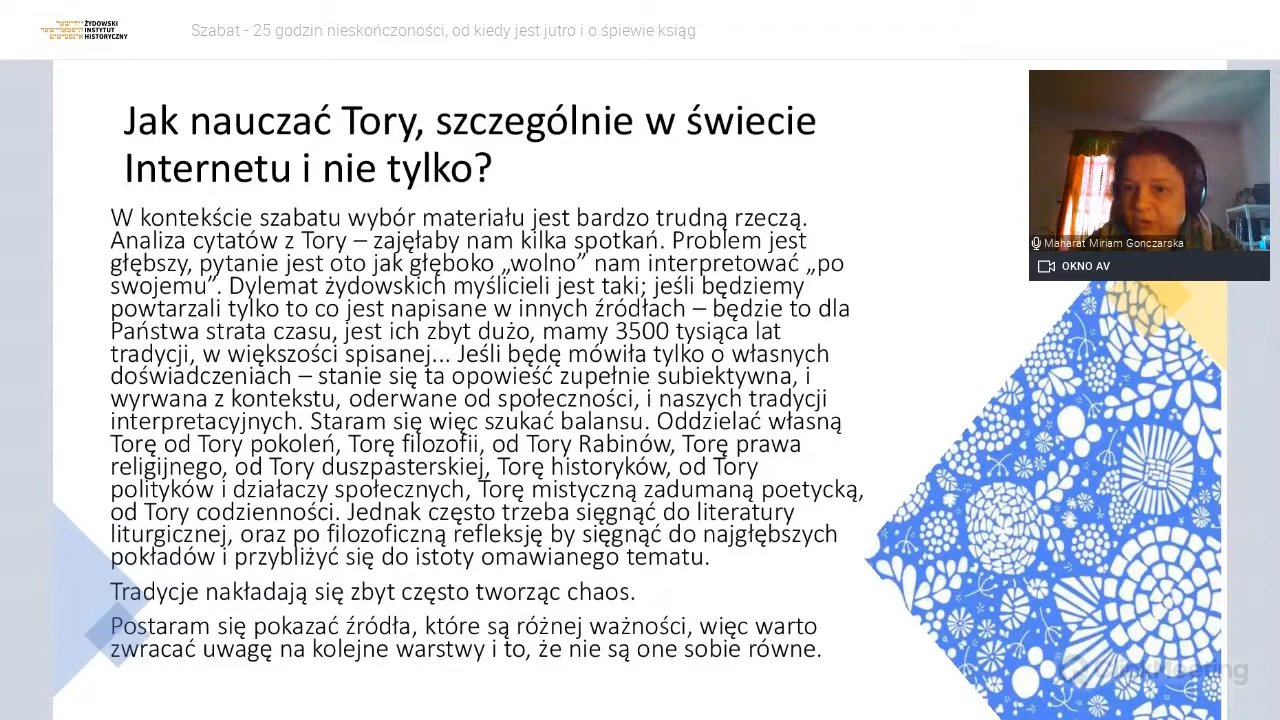 ייִדישער
היסטאָרישער
אינסטיטוט
ŻYDOWSKI
INSTYTUT
HISTORYCZNY
Szabat - 25 godzin nieskończoności, od kiedy jest jutro i o śpiewie ksiąg
Jak nauczać Tory, szczególnie w świecie
Internetu i nie tylko?
W kontekście szabatu wybór materiału jest bardzo trudną rzeczą.
Analiza cytatów z Tory – zajęłaby nam kilka spotkań. Problem jest
głębszy, pytanie jest oto jak głęboko „wolno” nam interpretować „po
swojemu”. Dylemat żydowskich myślicieli jest taki; jeśli będziemy
powtarzali tylko to co jest napisane w innych źródłach – będzie to dla
Państwa strata czasu, jest ich zbyt dużo, mamy 3500 tysiąca lat
tradycji, w większości spisanej... Jeśli będę mówiła tylko o własnych
doświadczeniach – stanie się ta opowieść zupełnie subiektywna, i
wyrwana z kontekstu, oderwane od społeczności, i naszych tradycji
interpretacyjnych. Staram się więc szukać balansu. Oddzielać własną
Torę od Tory pokoleń, Torę filozofii, od Tory Rabinów, Torę prawa
religijnego, od Tory duszpasterskiej, Torę historyków, od Tory
polityków i działaczy społecznych, Torę mistyczną zadumaną poetycką,
od Tory codzienności. Jednak często trzeba sięgnąć do literatury
liturgicznej, oraz po filozoficzną refleksję by sięgnąć do najgłębszych
pokładów i przybliżyć się do istoty omawianego tematu.
Tradycje nakładają się zbyt często tworząc chaos.
Postaram się pokazać źródła, które są różnej ważności, więc warto
zwracać uwagę na kolejne warstwy i to, że nie są one sobie równe.
Maharat Miriam Gonczarska
OKNO AV
ClickMeeting